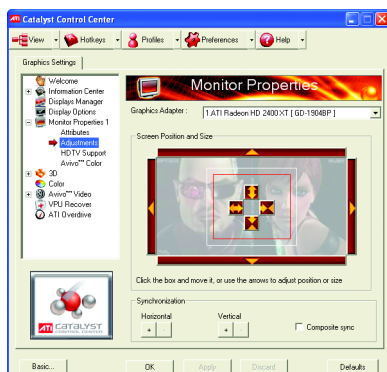 Catalyst Control Center
View Hotkeys Profiles Preferences Help
Graphics Settings
Welcome
Information Center
Displays Manager
Display Options
Monitor Properties 1
Attributes
Adjustments
HDTV Support
Avivo™ Color
3D
Color
Avivo™ Video
VPU Recover
ATI Overdrive
ATI CATALYST
CONTROL CENTER
Monitor Properties
Graphics Adapter : 1.ATI Radeon HD 2400 XT [ GD-1904BP ]
Screen Position and Size
Click the box and move it, or use the arrows to adjust position or size
Synchronization
Horizontal Vertical
+ - + - Composite sync
Basic... OK Apply Discard Defaults